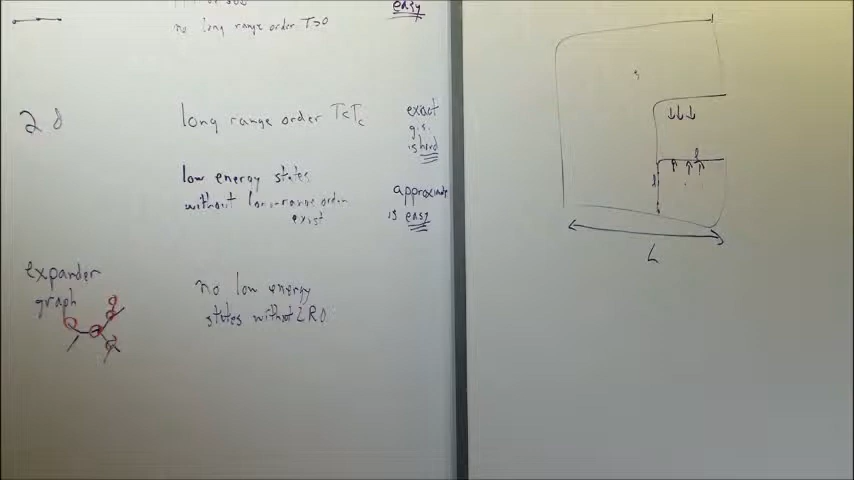 easy
no long range order T>0
2d
long range order T<Tc
exact
g.s.
is hard
low energy states
without long-range order
exist
approximate
is easy
expander
graph
no low energy
states without LRO
l
l
L